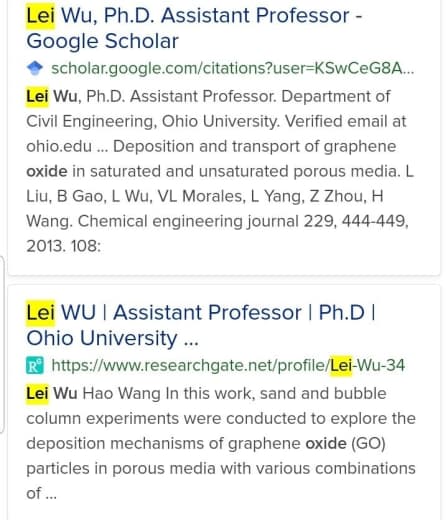 Lei Wu, Ph.D. Assistant Professor -
Google Scholar
scholar.google.com/citations?user=KSwCeG8A...
Lei Wu, Ph.D. Assistant Professor. Department of
Civil Engineering, Ohio University. Verified email at
ohio.edu ... Deposition and transport of graphene
oxide in saturated and unsaturated porous media. L
Liu, B Gao, L Wu, VL Morales, L Yang, Z Zhou, H
Wang. Chemical engineering journal 229, 444-449,
2013. 108:
Lei WU | Assistant Professor | Ph.D |
Ohio University ...
R⁶ https://www.researchgate.net/profile/Lei-Wu-34
Lei Wu Hao Wang In this work, sand and bubble
column experiments were conducted to explore the
deposition mechanisms of graphene oxide (GO)
particles in porous media with various combinations
of ...